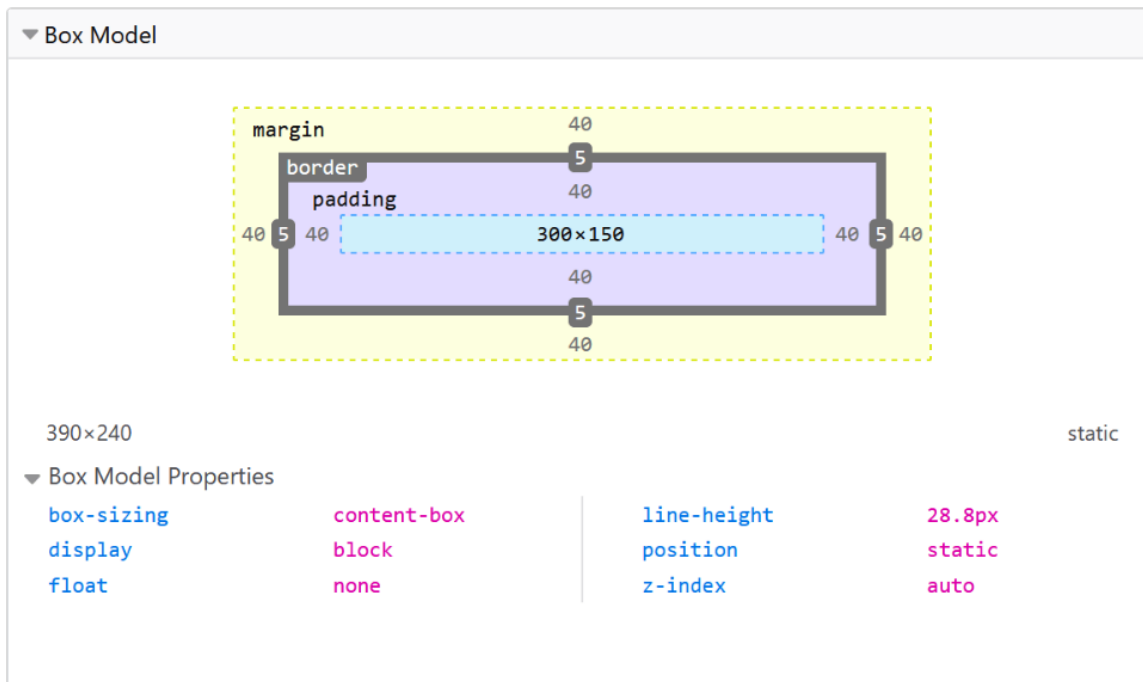 Box Model
margin 40
5
border
40
padding
40 5 40 300×150 40 5 40
40
5
40
390×240 static
Box Model Properties
box-sizing content-box line-height 28.8px
display block position static
float none z-index auto